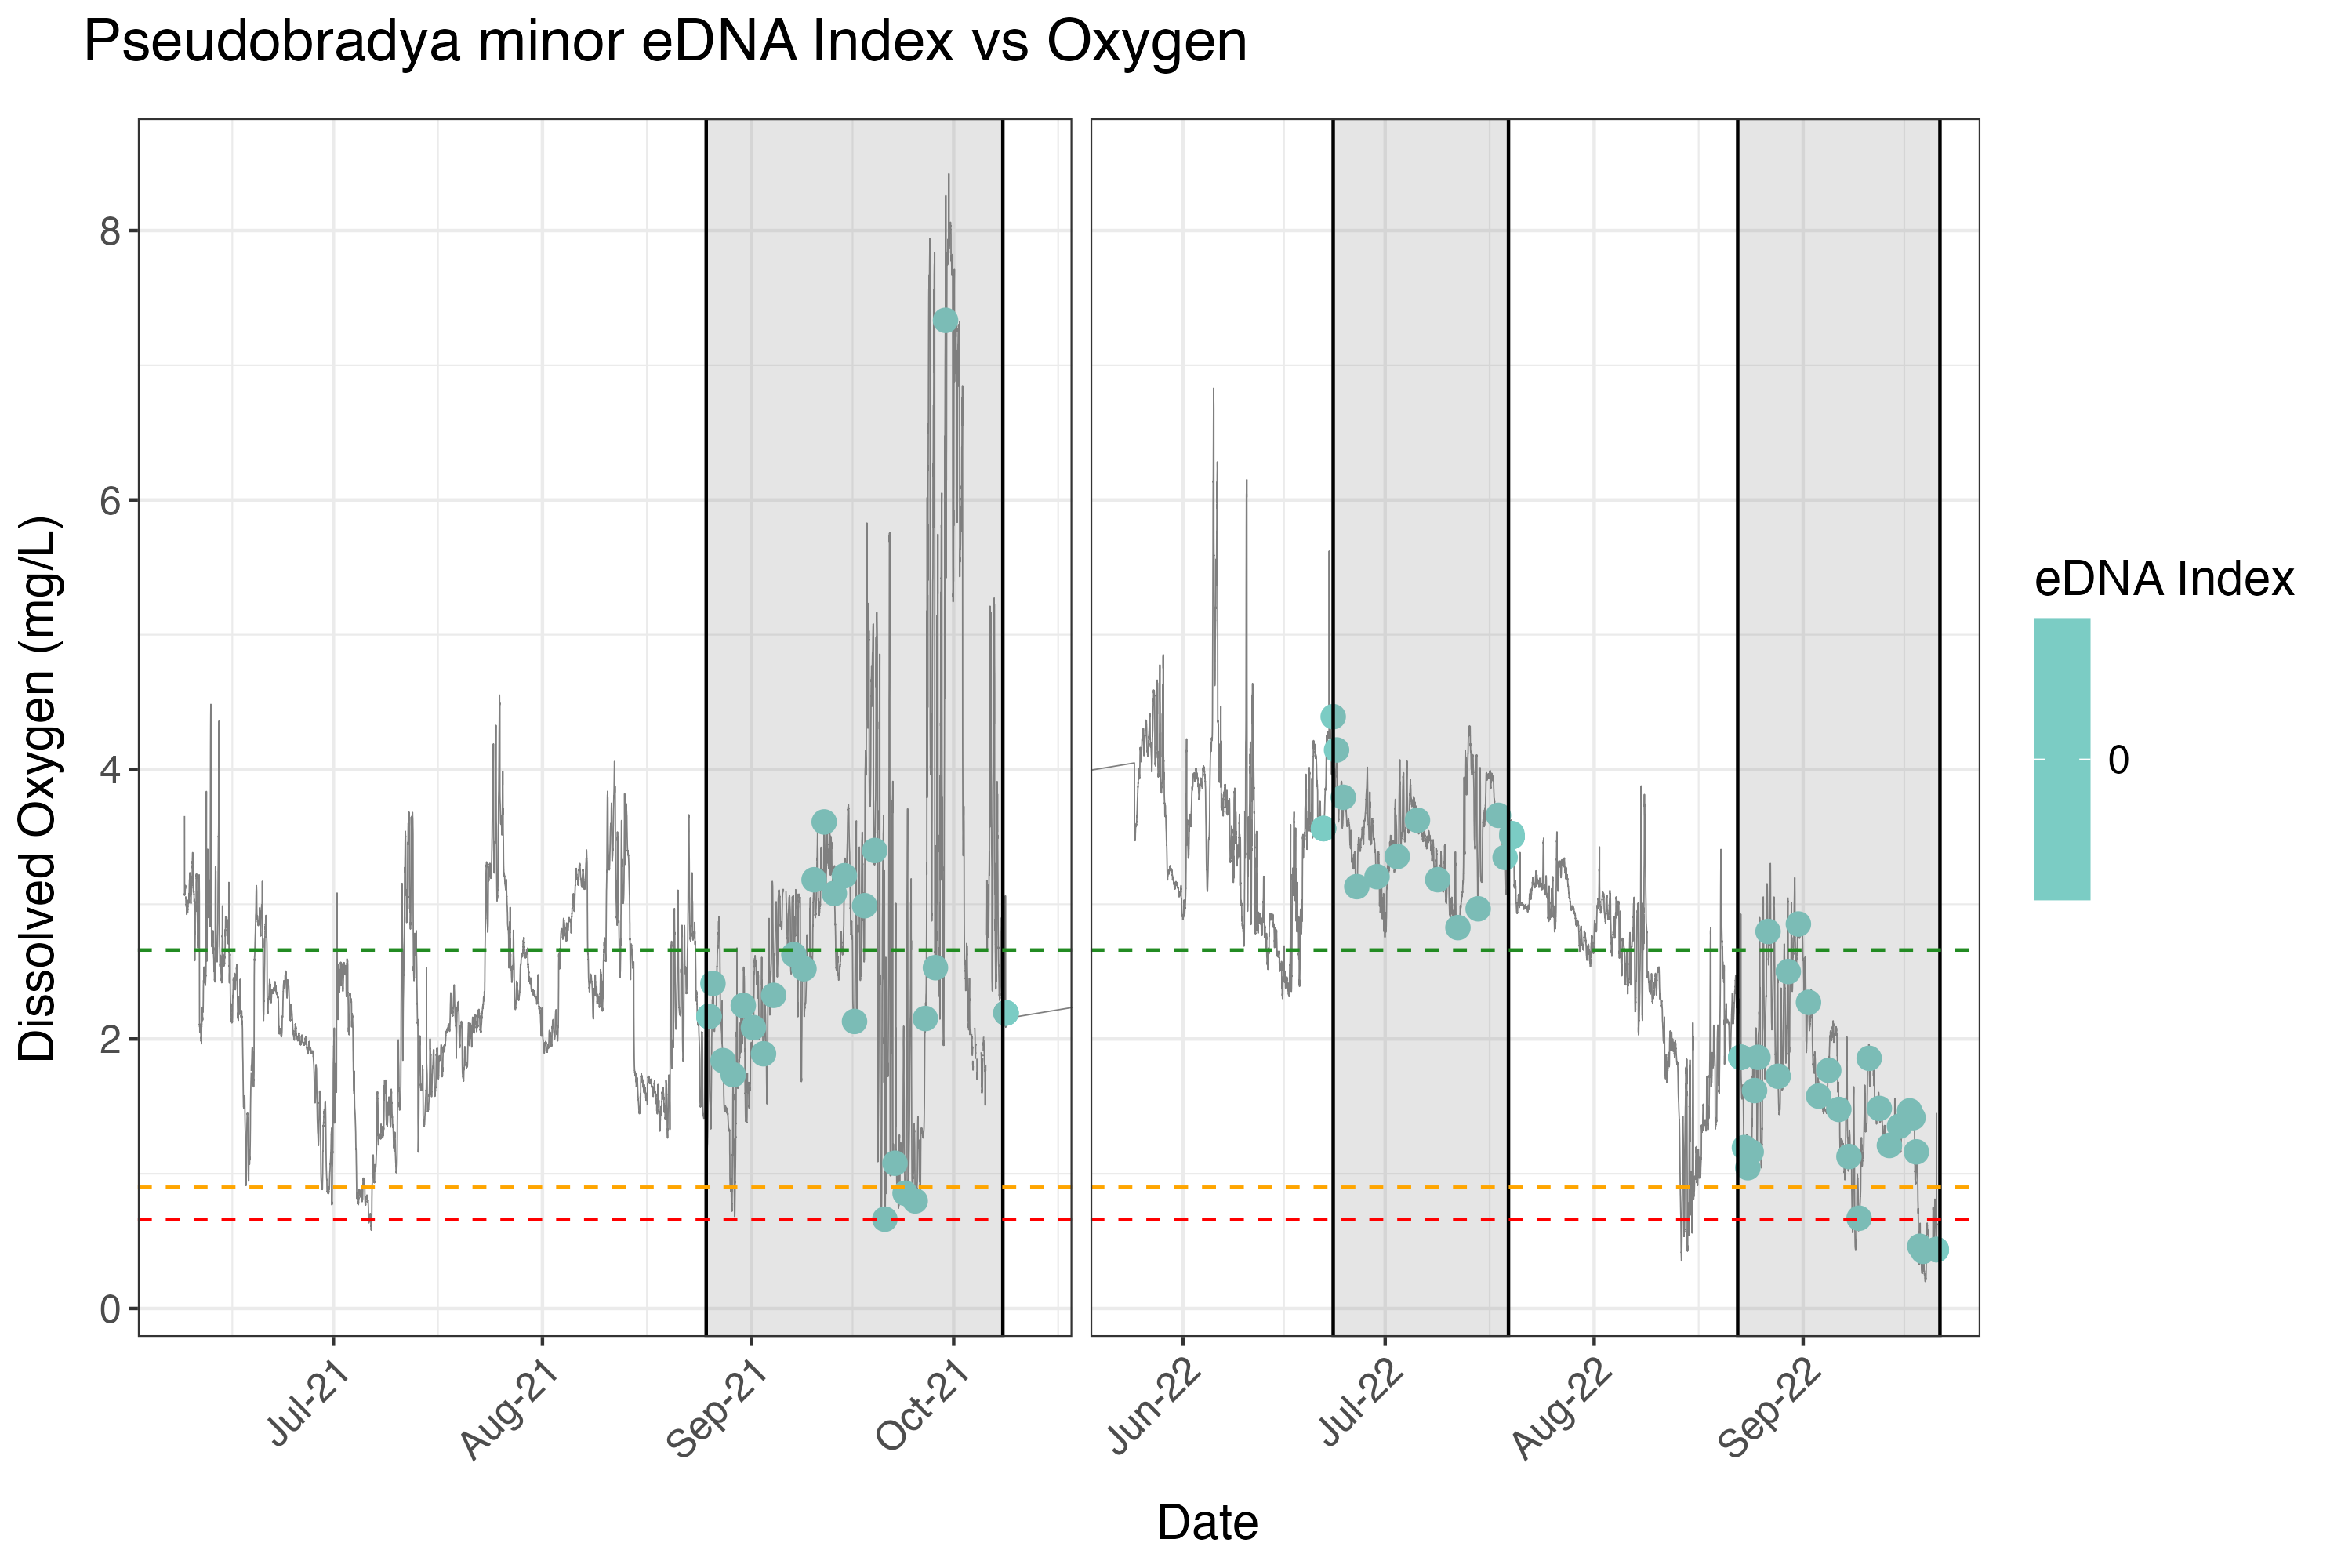 Pseudobradya minor eDNA Index vs Oxygen
Dissolved Oxygen (mg/L)
8
6
4
2
0
Jul-21
Aug-21
Sep-21
Oct-21
Jun-22
Jul-22
Aug-22
Sep-22
Date
eDNA Index
0